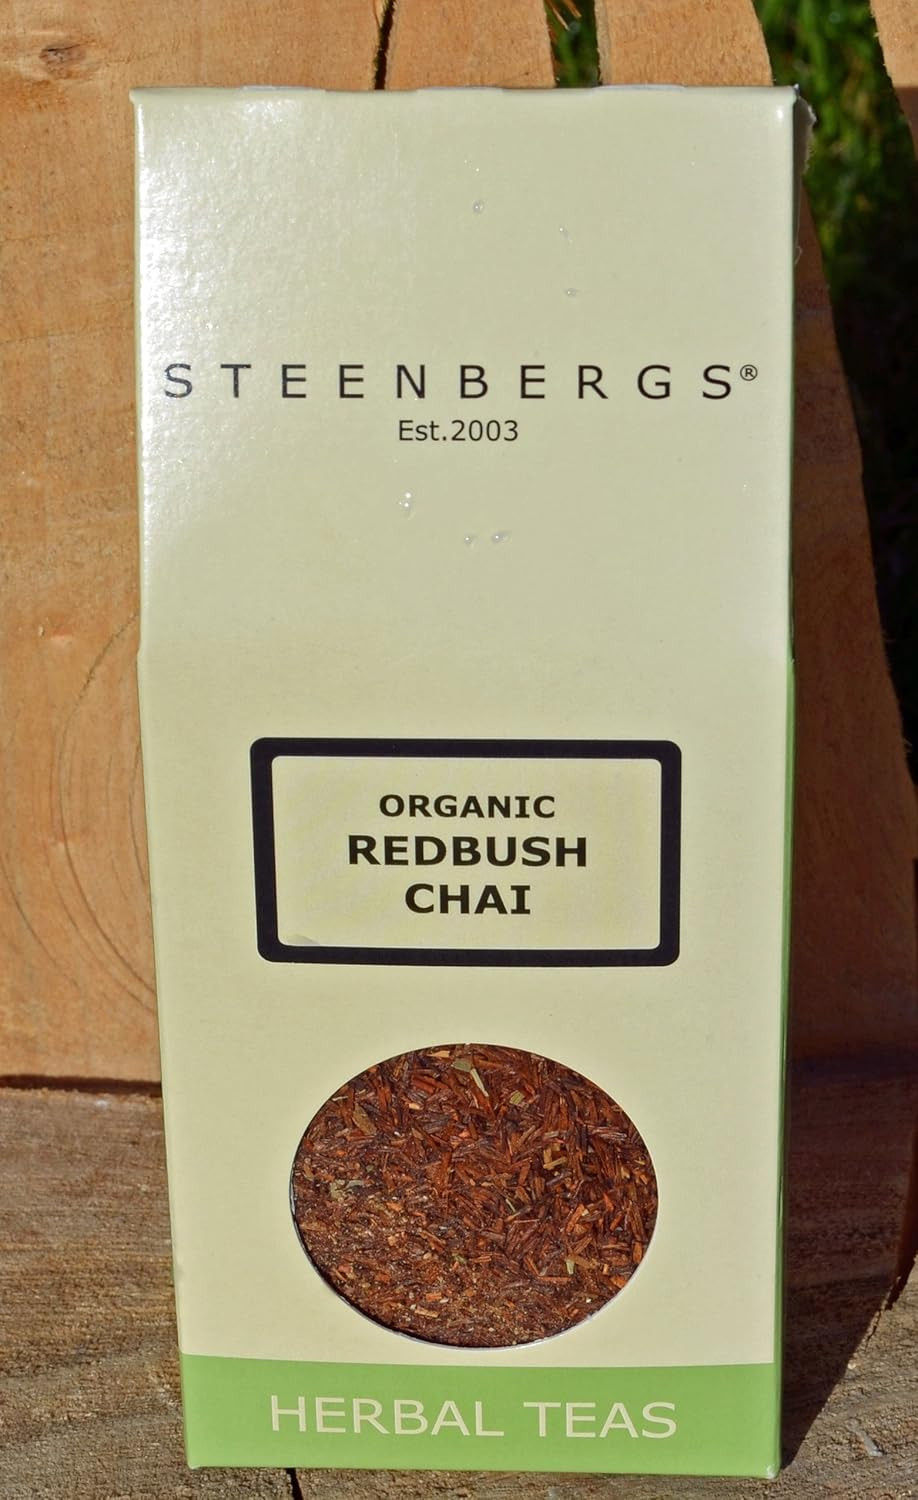 STEENBERGS®
Est.2003
ORGANIC
REDBUSH
CHAI
HERBAL TEAS